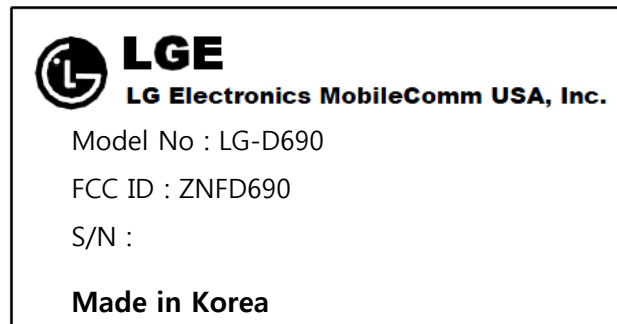 LGE
LG Electronics MobileComm USA, Inc.
Model No : LG-D690
FCC ID : ZNFD690
S/N :
Made in Korea